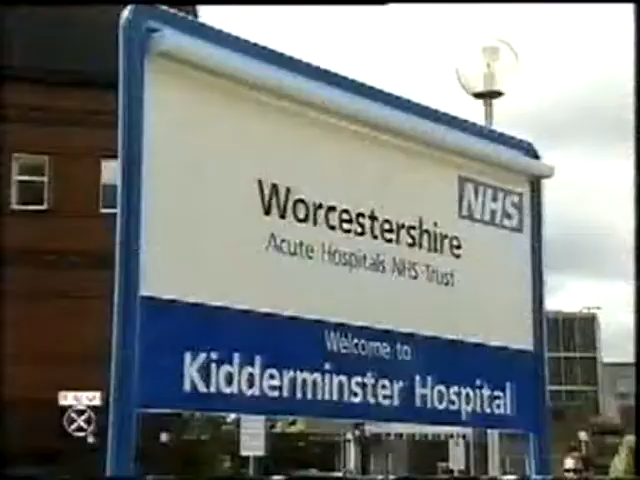 NHS
Worcestershire
Acute Hospitals NHS Trust
Welcome to
Kidderminster Hospital